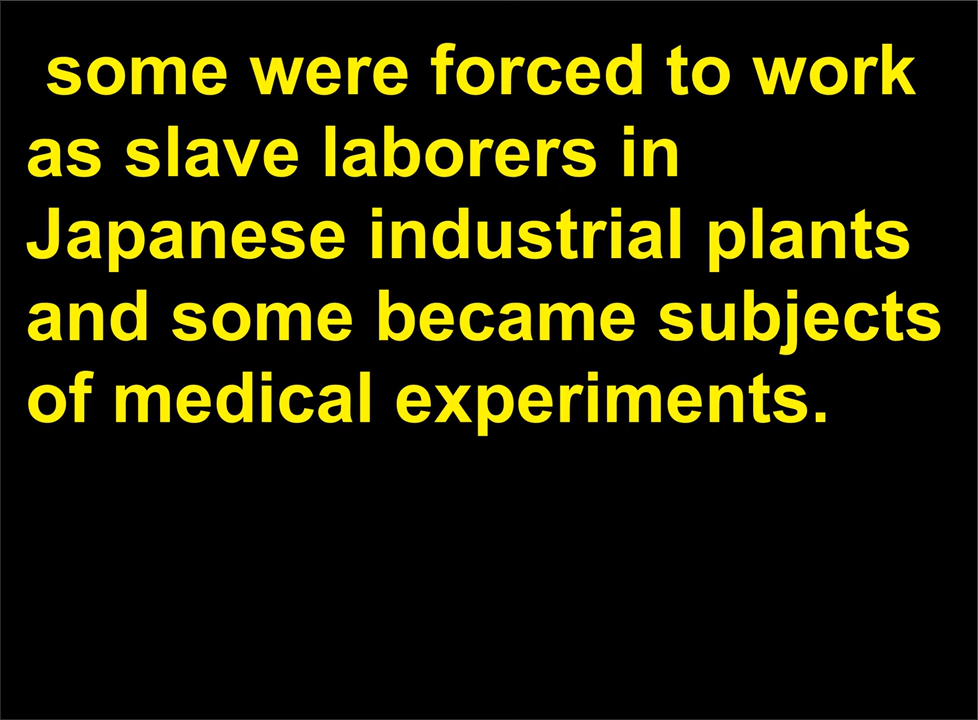 some were forced to work
as slave laborers in
Japanese industrial plants
and some became subjects
of medical experiments.